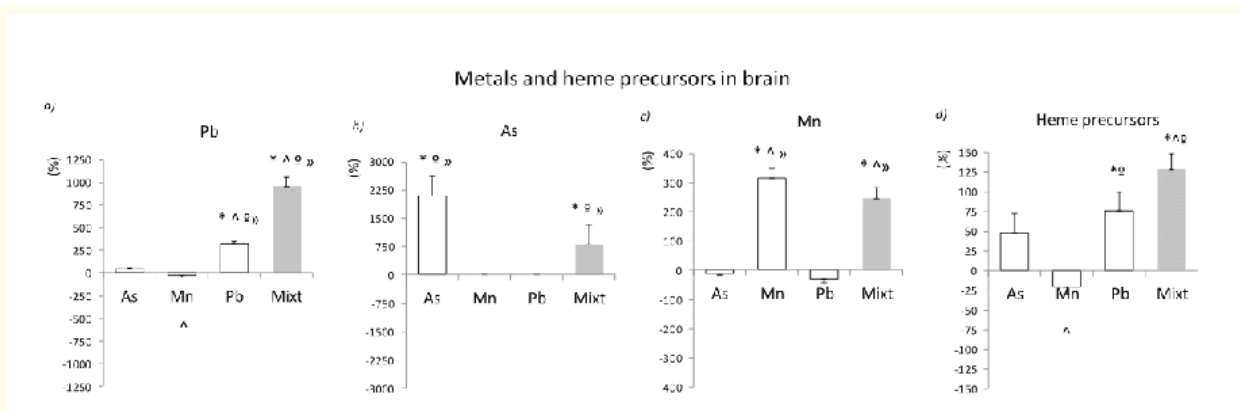 Metals and heme precursors in brain
a)
Pb
(%)
1250
1000
750
500
250
0
-250
-500
-750
-1000
-1250
As
Mn
Pb
Mixt
^
* ^ º »
* ^ º »
b)
As
(%)
3000
2250
1500
750
0
-750
-1500
-2250
-3000
As
Mn
Pb
Mixt
* º »
* º »
c)
Mn
(%)
400
300
200
100
0
-100
-200
-300
-400
As
Mn
Pb
Mixt
* ^ »
* ^ »
d)
Heme precursors
(%)
150
125
100
75
50
25
0
-25
-50
-75
-100
-125
-150
As
Mn
Pb
Mixt
^
*º
*^º